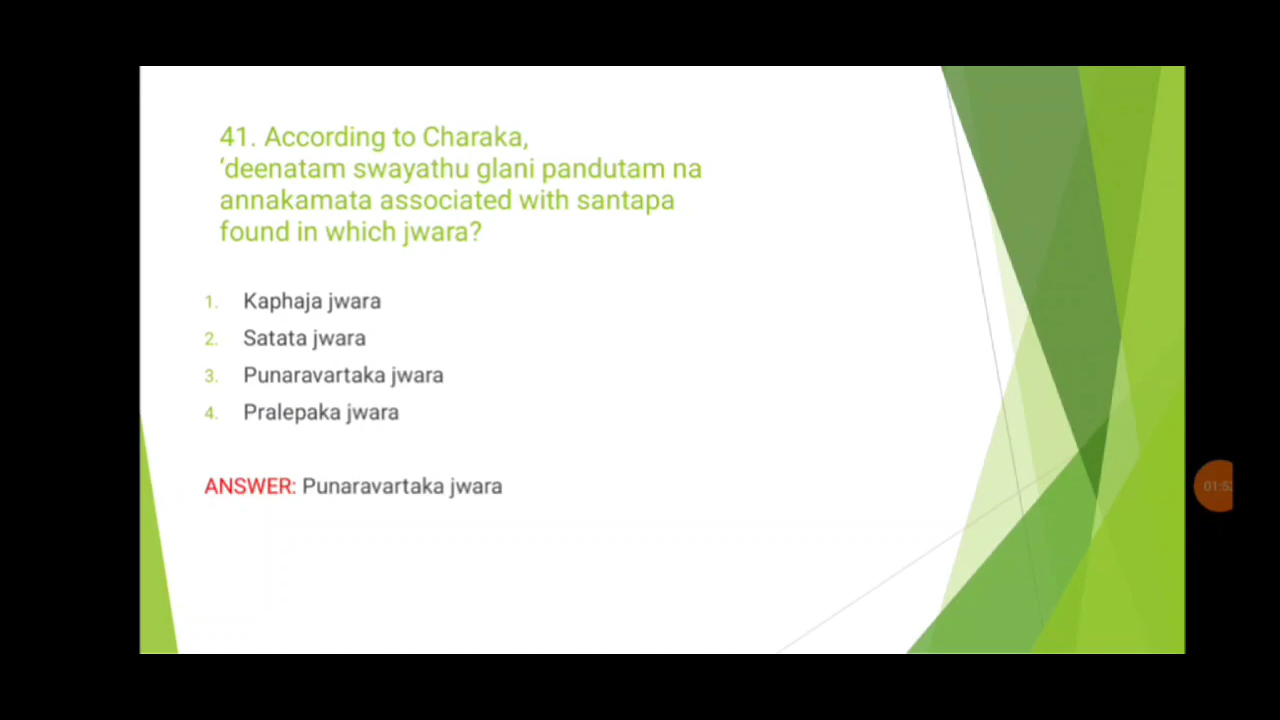 41. According to Charaka,
‘deenatam swayathu glani pandutam na
annakamata associated with santapa
found in which jwara?
1. Kaphaja jwara
2. Satata jwara
3. Punaravartaka jwara
4. Pralepaka jwara
ANSWER: Punaravartaka jwara